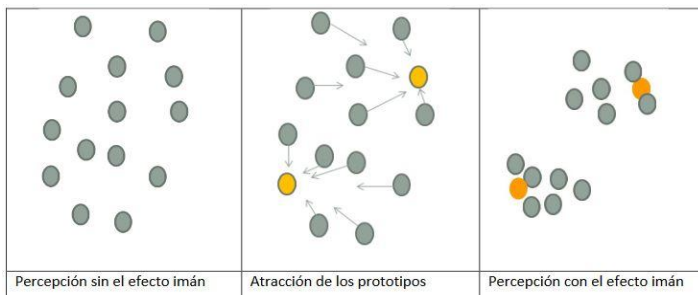 Percepción sin el efecto imán
Atracción de los prototipos
Percepción con el efecto imán